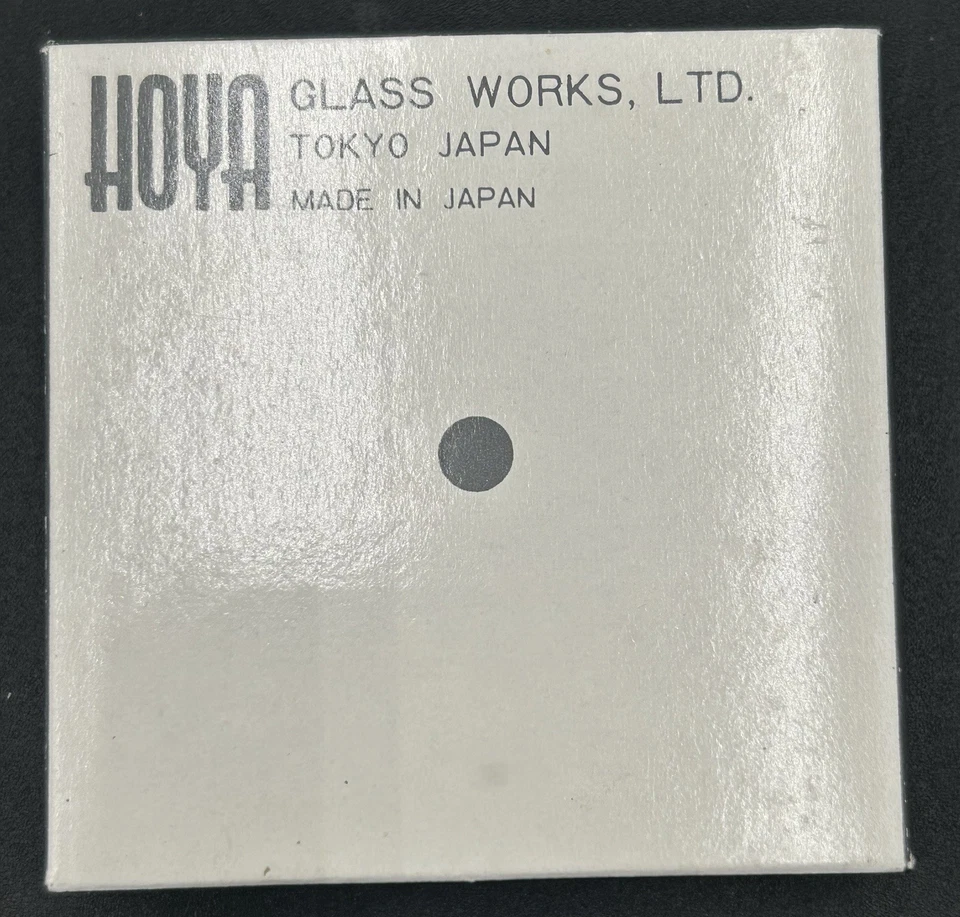 HOYA GLASS WORKS, LTD.
TOKYO JAPAN
MADE IN JAPAN